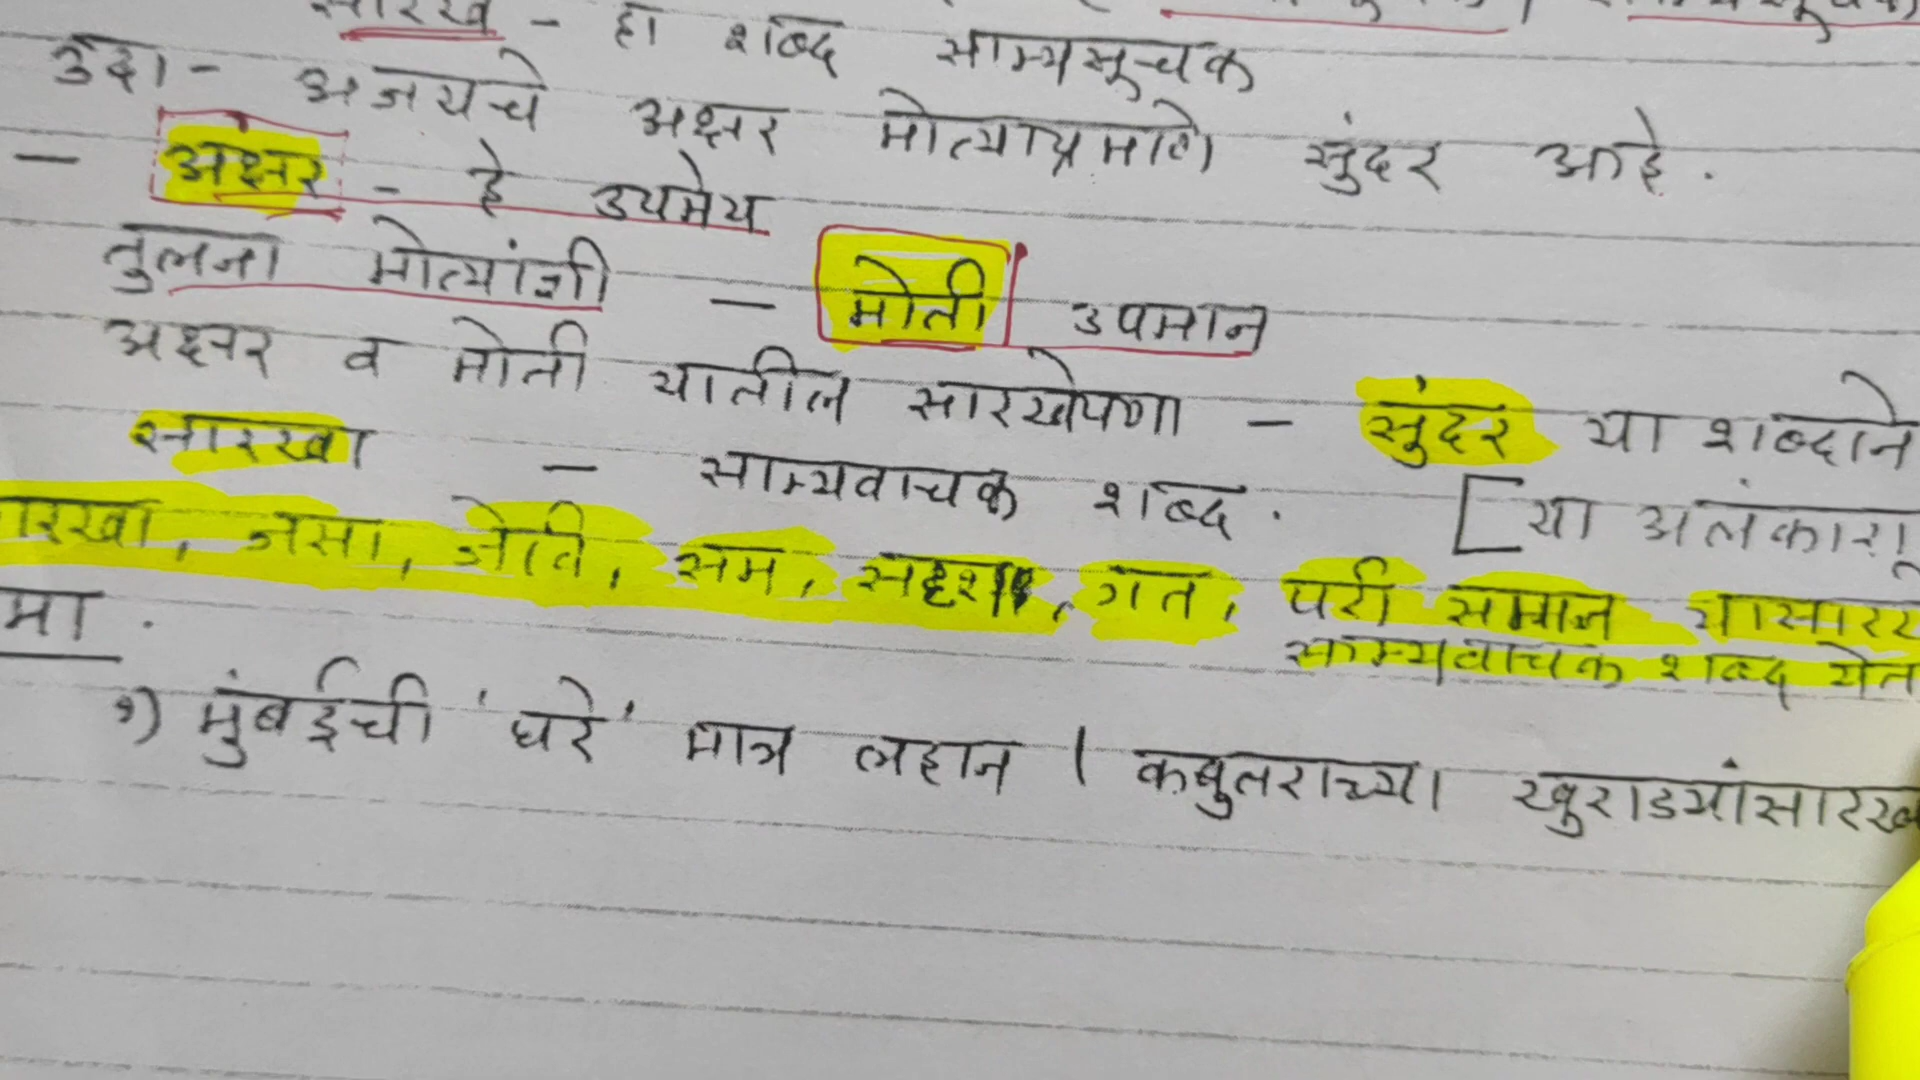 सारखे - हा शब्द साम्यसूचक
उदा - अजयचे अक्षर मोत्याप्रमाणे सुंदर आहे.
- अक्षर - हे उपमेय
तुलना मोत्यांशी - मोती उपमान
अक्षर व मोती यातील सारखेपणा - सुंदर या शब्दाने
सारखा - साम्यवाचक शब्द. [या अलंकारा
जसा, जेवि, सम, सदृश, गत, परी समान
साम्यवाचक शब्द येत
मा.
१) मुंबईची 'घरे' मात्र लहान । कबुतराच्या खुराड्यांसारख